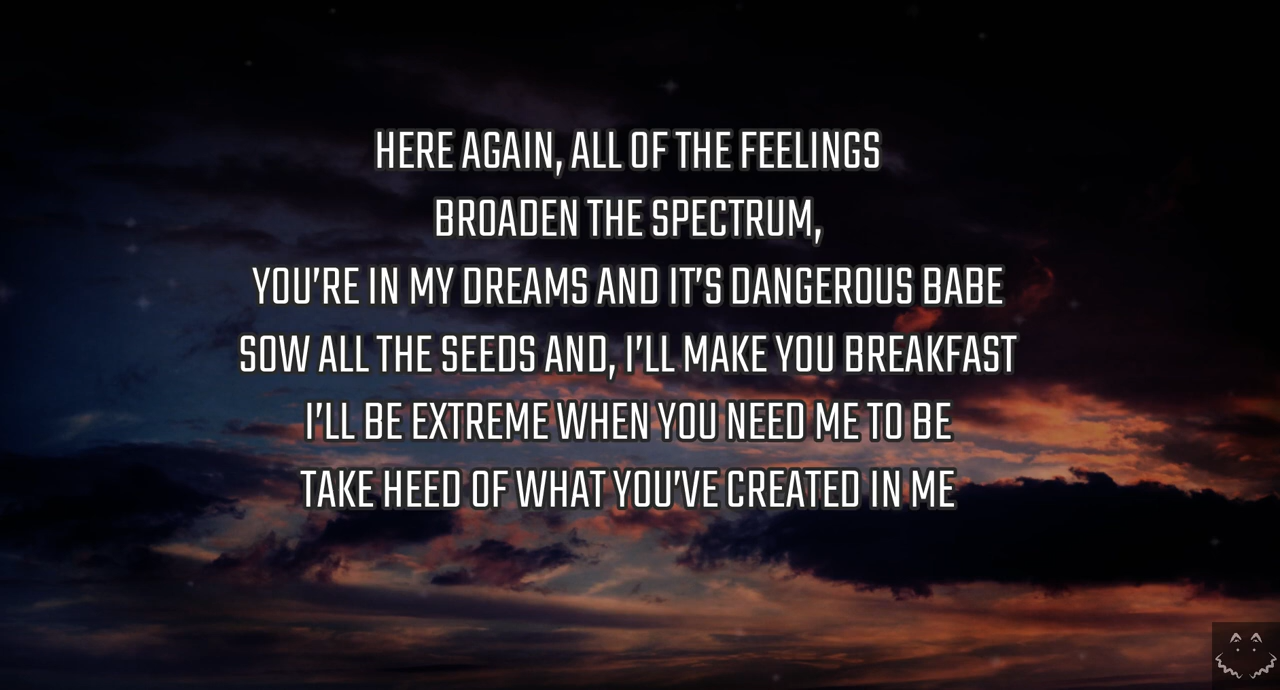 HERE AGAIN, ALL OF THE FEELINGS
BROADEN THE SPECTRUM,
YOU’RE IN MY DREAMS AND IT’S DANGEROUS BABE
SOW ALL THE SEEDS AND, I’LL MAKE YOU BREAKFAST
I’LL BE EXTREME WHEN YOU NEED ME TO BE
TAKE HEED OF WHAT YOU’VE CREATED IN ME